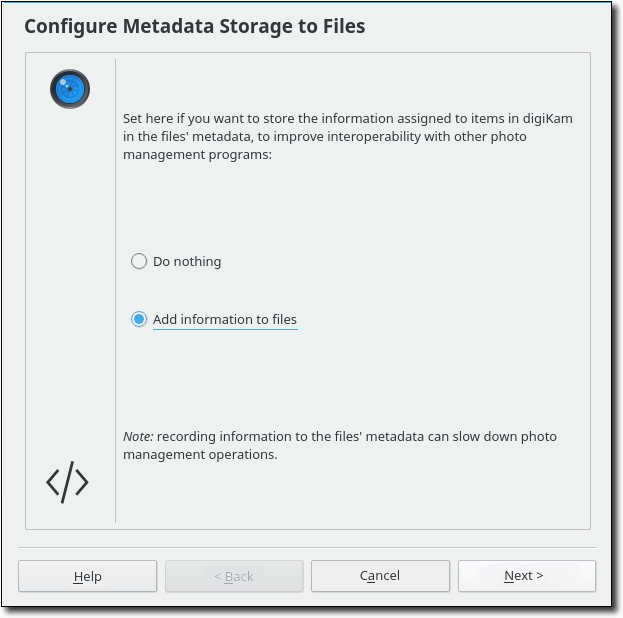 Configure Metadata Storage to Files
Set here if you want to store the information assigned to items in digiKam
in the files' metadata, to improve interoperability with other photo
management programs:
Do nothing
Add information to files
Note: recording information to the files' metadata can slow down photo
management operations.
</>
Help
< Back
Cancel
Next >